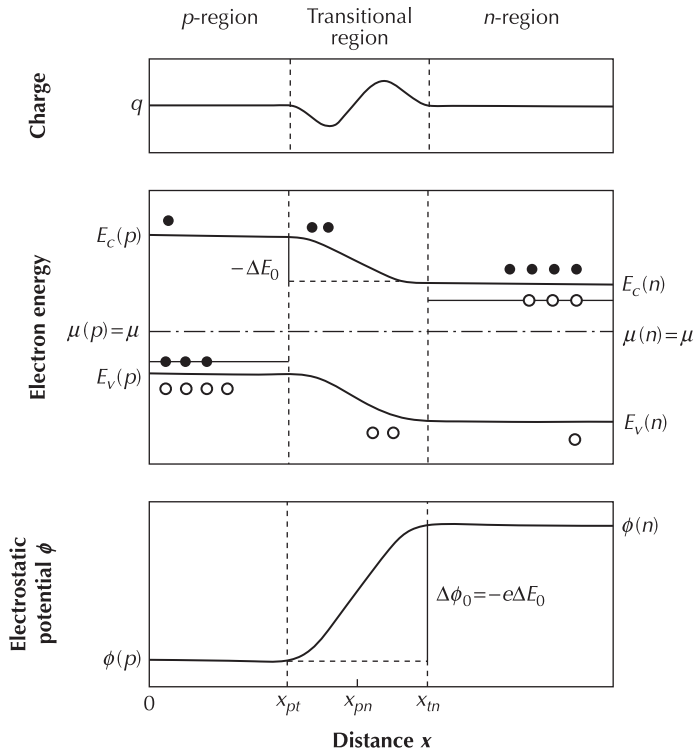 p-region
Transitional
region
n-region
Charge
q
Electron energy
E_c(p)
−ΔE_0
E_c(n)
μ(p)=μ
μ(n)=μ
E_v(p)
E_v(n)
Electrostatic
potential ϕ
ϕ(n)
Δϕ_0=−eΔE_0
ϕ(p)
0
x_pt
x_pn
x_tn
Distance x